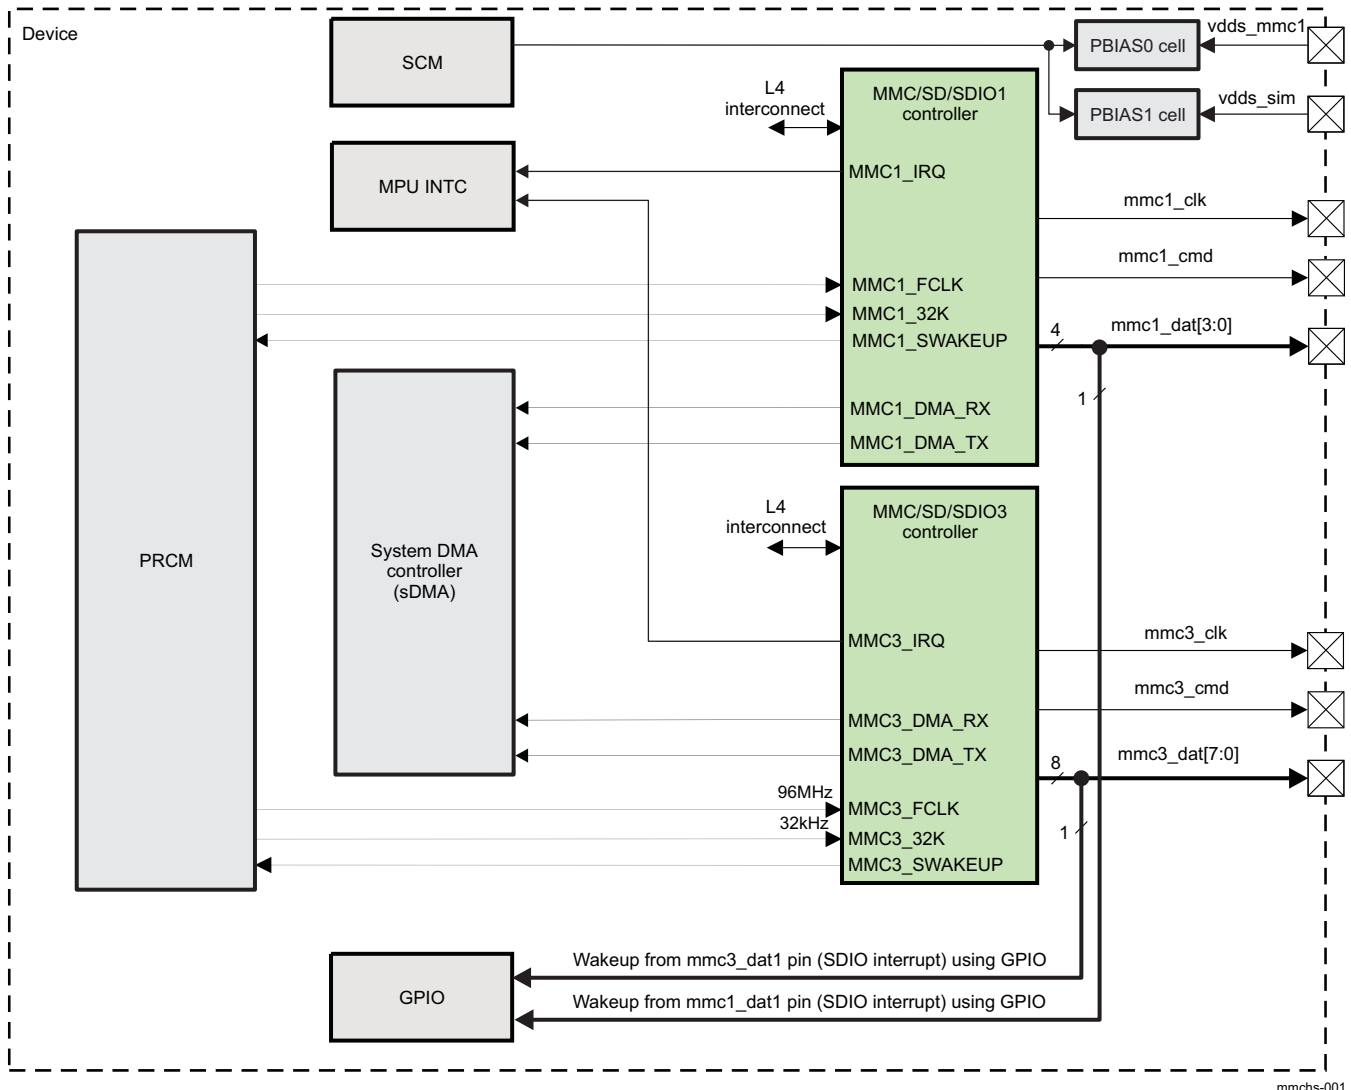 Device
SCM
PBIAS0 cell
vdds_mmc1
PBIAS1 cell
vdds_sim
L4
interconnect
MMC/SD/SDIO1
controller
MPU INTC
MMC1_IRQ
mmc1_clk
mmc1_cmd
MMC1_FCLK
MMC1_32K
MMC1_SWAKEUP
4
mmc1_dat[3:0]
1
MMC1_DMA_RX
MMC1_DMA_TX
PRCM
System DMA
controller
(sDMA)
L4
interconnect
MMC/SD/SDIO3
controller
MMC3_IRQ
mmc3_clk
mmc3_cmd
MMC3_DMA_RX
MMC3_DMA_TX
8
mmc3_dat[7:0]
1
96MHz
MMC3_FCLK
32kHz
MMC3_32K
MMC3_SWAKEUP
GPIO
Wakeup from mmc3_dat1 pin (SDIO interrupt) using GPIO
Wakeup from mmc1_dat1 pin (SDIO interrupt) using GPIO
mmchs-001